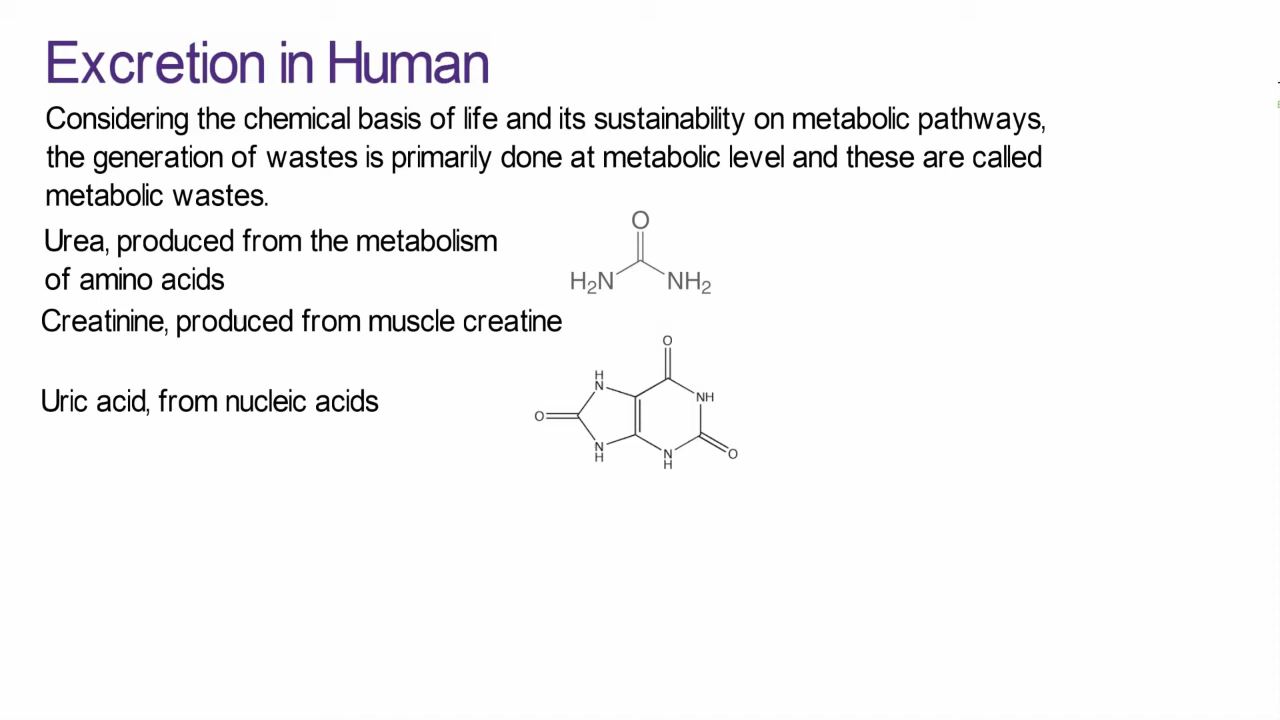 Excretion in Human
Considering the chemical basis of life and its sustainability on metabolic pathways,
the generation of wastes is primarily done at metabolic level and these are called
metabolic wastes.
Urea, produced from the metabolism
of amino acids
O
H₂N NH₂
Creatinine, produced from muscle creatine
Uric acid, from nucleic acids
O
H
N
NH
O
N
H
N
H
O